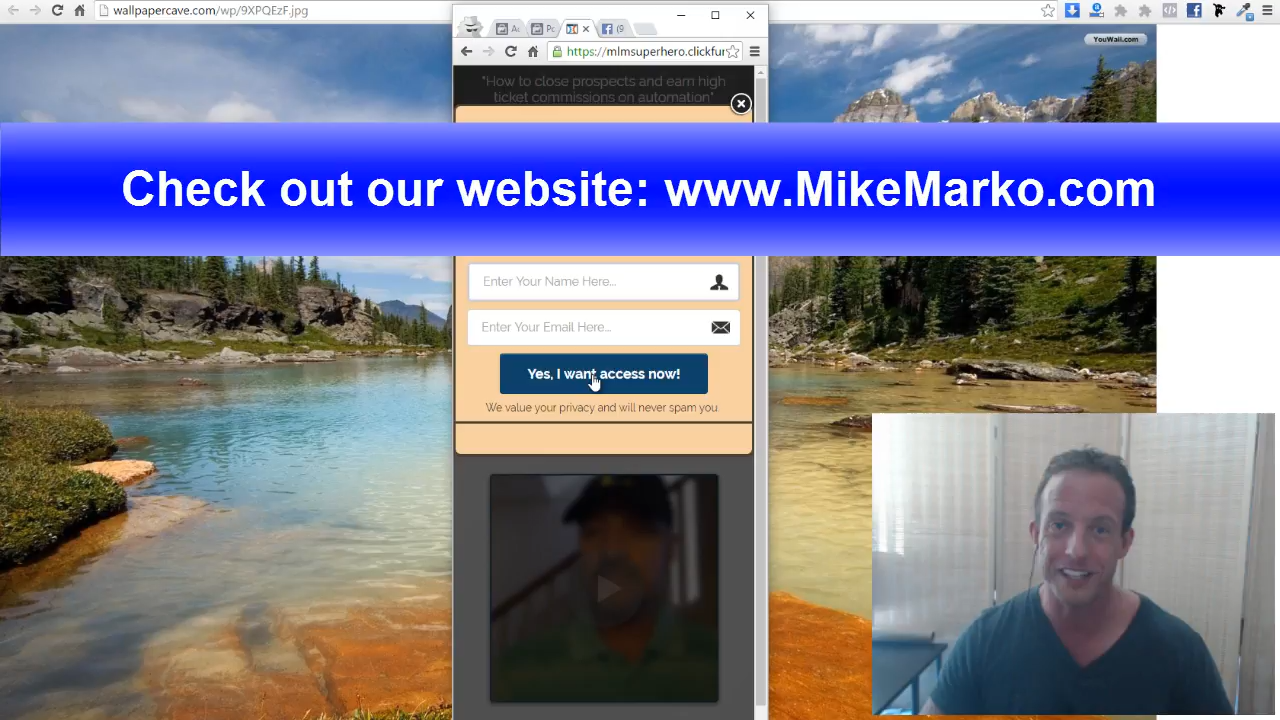 wallpapercave.com/wp/9XPQEzF.jpg
YouWall.com
https://mlmsuperhero.clickfur
"How to close prospects and earn high
ticket commissions on automation"
Check out our website: www.MikeMarko.com
Enter Your Name Here...
Enter Your Email Here...
Yes, I want access now!
We value your privacy and will never spam you.